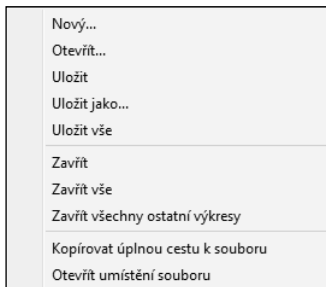 Nový...
Otevřít...
Uložit
Uložit jako...
Uložit vše
Zavřít
Zavřít vše
Zavřít všechny ostatní výkresy
Kopírovat úplnou cestu k souboru
Otevřít umístění souboru